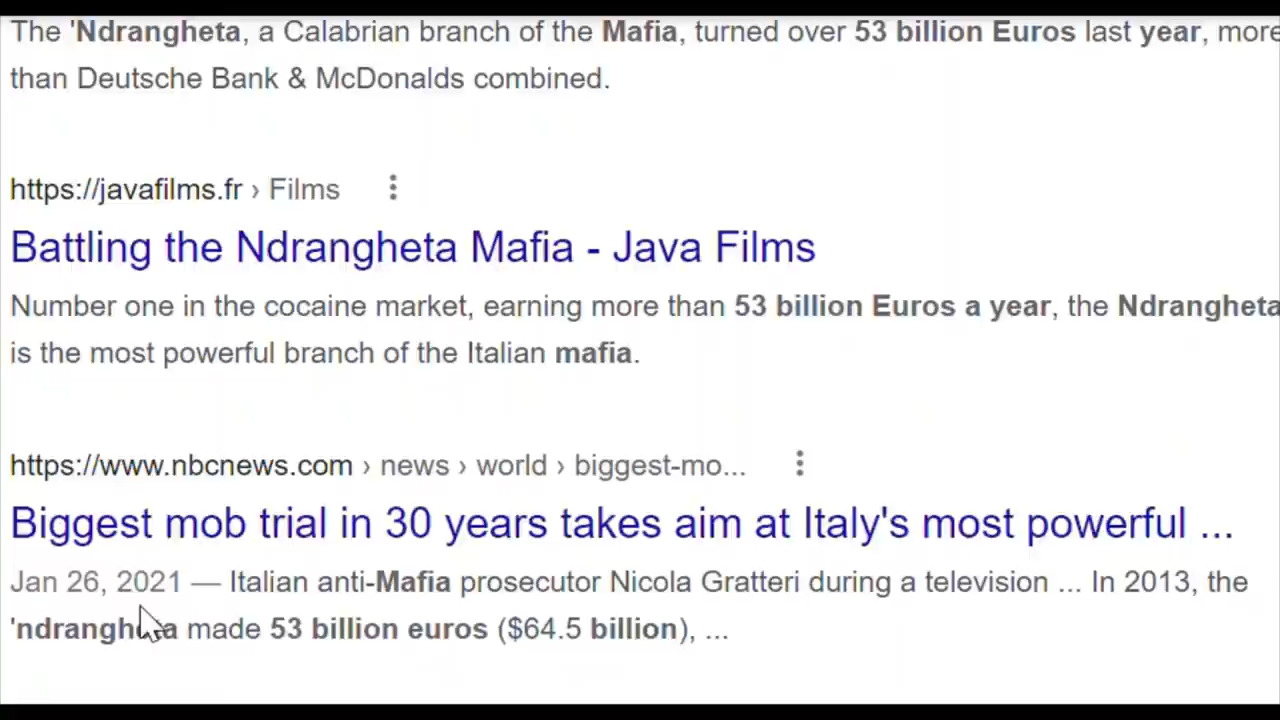 The 'Ndrangheta, a Calabrian branch of the Mafia, turned over 53 billion Euros last year, more
than Deutsche Bank & McDonalds combined.
https://javafilms.fr › Films
Battling the Ndrangheta Mafia - Java Films
Number one in the cocaine market, earning more than 53 billion Euros a year, the Ndrangheta
is the most powerful branch of the Italian mafia.
https://www.nbcnews.com › news › world › biggest-mo...
Biggest mob trial in 30 years takes aim at Italy's most powerful ...
Jan 26, 2021 — Italian anti-Mafia prosecutor Nicola Gratteri during a television ... In 2013, the
'ndrangheta made 53 billion euros ($64.5 billion), ...